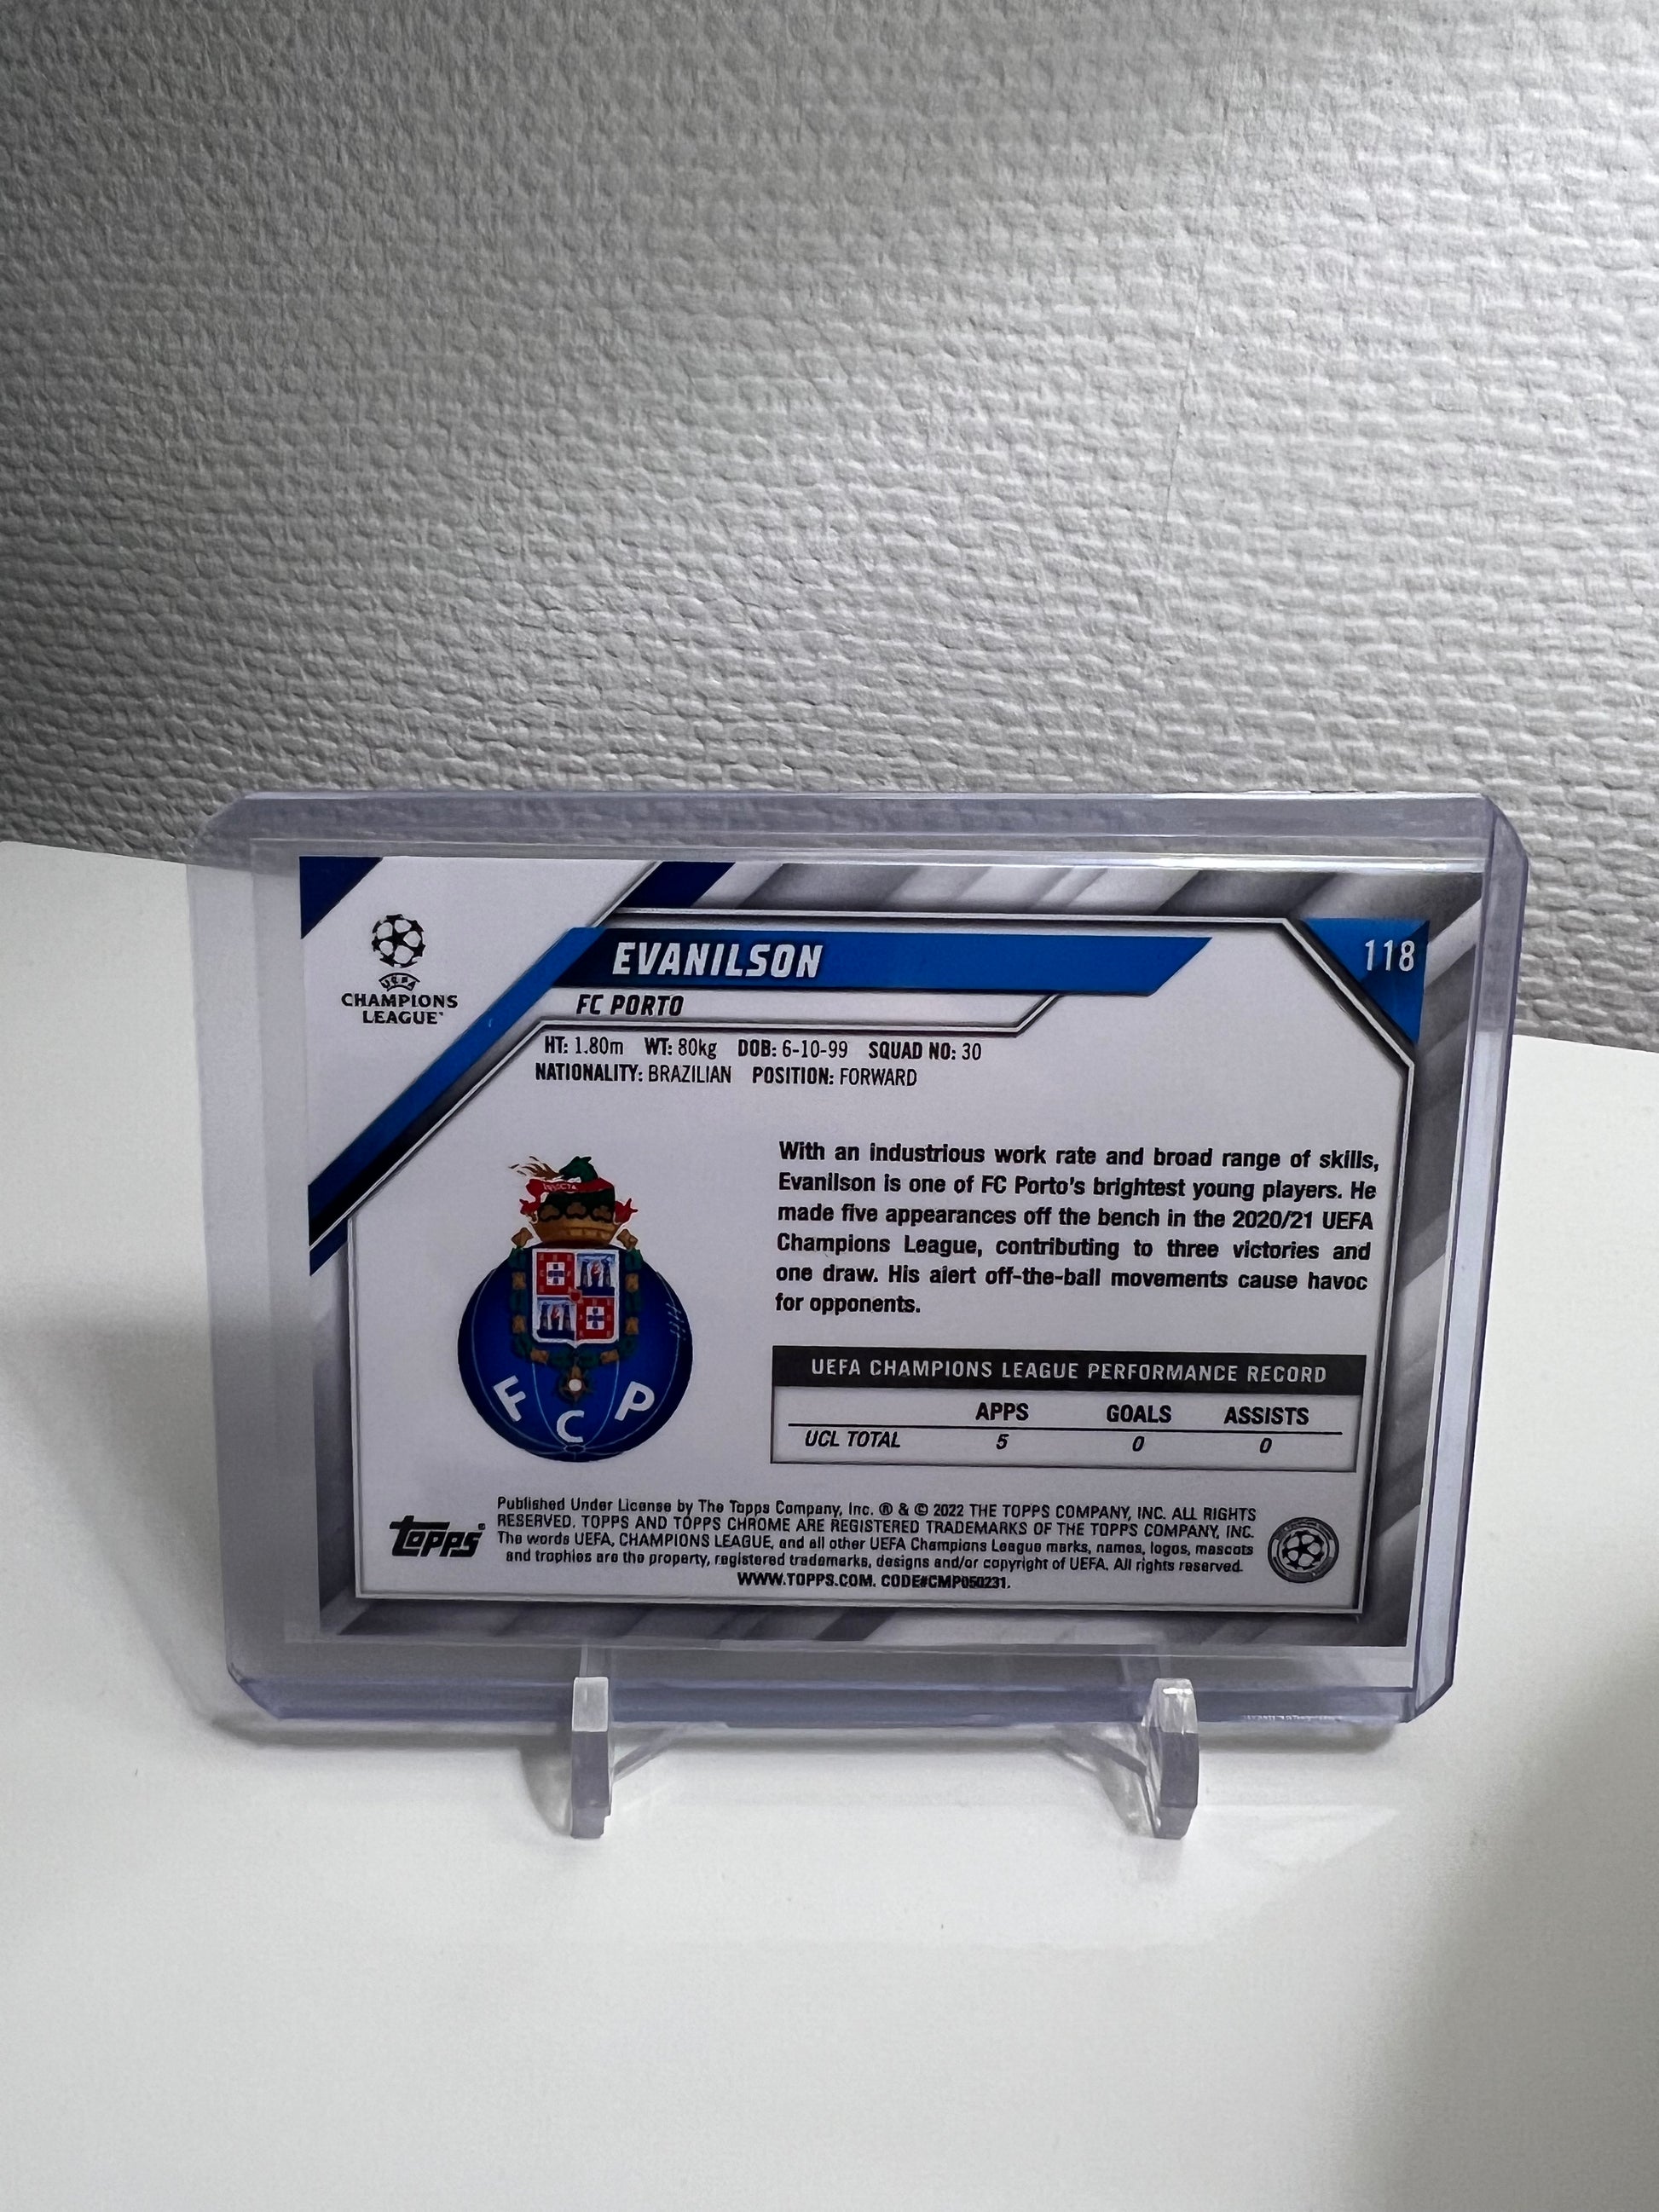 UEFA
CHAMPIONS
LEAGUE
EVANILSON
118
FC PORTO
HT: 1.80m WT: 80kg DOB: 6-10-99 SQUAD NO: 30
NATIONALITY: BRAZILIAN POSITION: FORWARD
With an industrious work rate and broad range of skills,
Evanilson is one of FC Porto's brightest young players. He
made five appearances off the bench in the 2020/21 UEFA
Champions League, contributing to three victories and
one draw. His alert off-the-ball movements cause havoc
for opponents.
F C P
UEFA CHAMPIONS LEAGUE PERFORMANCE RECORD
APPS GOALS ASSISTS
UCL TOTAL 5 0 0
topps
Published Under License by The Topps Company, Inc. ® & © 2022 THE TOPPS COMPANY, INC. ALL RIGHTS
RESERVED. TOPPS AND TOPPS CHROME ARE REGISTERED TRADEMARKS OF THE TOPPS COMPANY, INC.
The words UEFA, CHAMPIONS LEAGUE, and all other UEFA Champions League marks, names, logos, mascots
and trophies are the property, registered trademarks, designs and/or copyright of UEFA. All rights reserved.
WWW.TOPPS.COM. CODE#CMP050231.